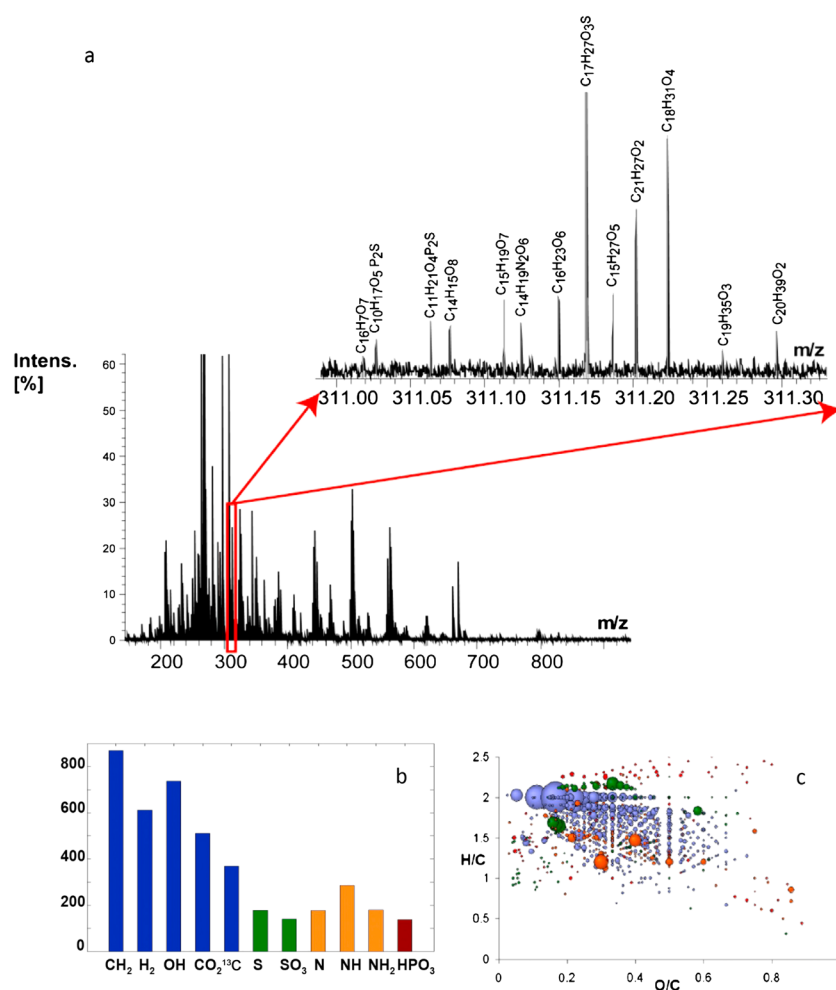 a
C16H7O7
C10H17O5 P2S
C11H21O4P2S
C14H15O8
C15H19O7
C14H19N2O6
C16H23O6
C17H27O3S
C15H27O5
C21H27O2
C18H31O4
C19H35O3
C20H39O2
m/z
311.00 311.05 311.10 311.15 311.20 311.25 311.30
Intens.
[%]
60
50
40
30
20
10
0
m/z
200 300 400 500 600 700 800
b
800
600
400
200
0
CH2 H2 OH CO2 13C S SO3 N NH NH2 HPO3
c
2.5
2
1.5
H/C
1
0.5
0
0 0.2 0.4 0.6 0.8
O/C